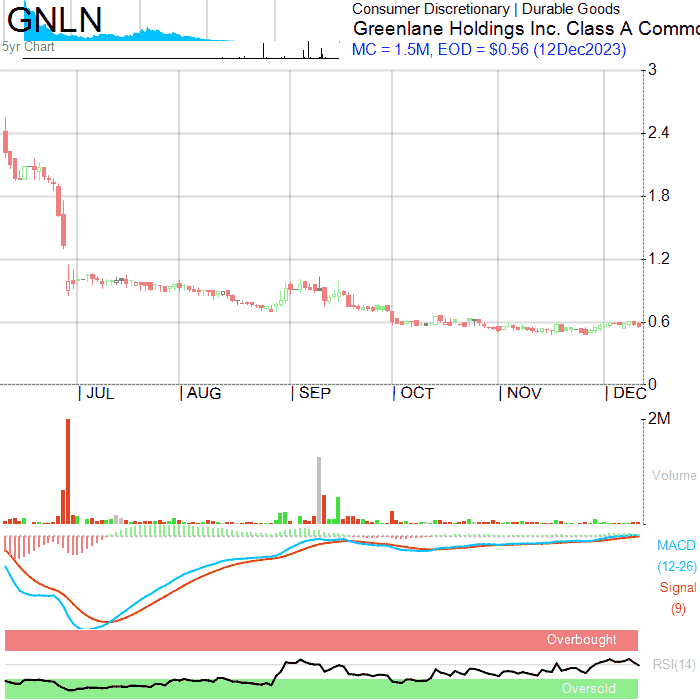 GNLN
5yr Chart
Consumer Discretionary | Durable Goods
Greenlane Holdings Inc. Class A Commo
MC = 1.5M, EOD = $0.56 (12Dec2023)
3
2.4
1.8
1.2
0.6
0
JUL AUG SEP OCT NOV DEC
2M
Volume
MACD
(12-26)
Signal
(9)
Overbought
RSI(14)
Oversold